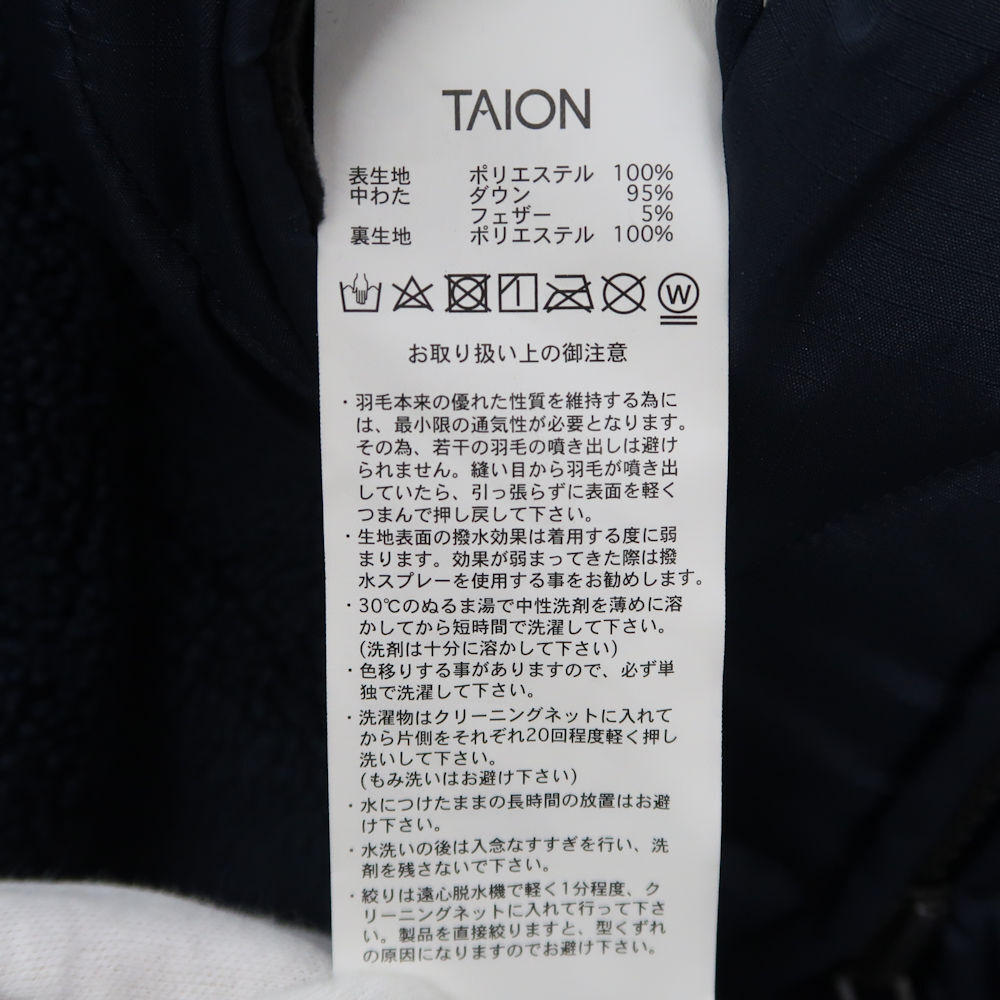 TAION
表生地 ポリエステル 100%
中わた ダウン 95%
フェザー 5%
裏生地 ポリエステル 100%
W
お取り扱い上の御注意
・羽毛本来の優れた性質を維持する為に
は、最小限の通気性が必要となります。
その為、若干の羽毛の噴き出しは避け
られません。縫い目から羽毛が噴き出
していたら、引っ張らずに表面を軽く
つまんで押し戻して下さい。
・生地表面の撥水効果は着用する度に弱
まります。効果が弱まってきた際は撥
水スプレーを使用する事をお勧めします。
・30℃のぬるま湯で中性洗剤を薄めに溶
かしてから短時間で洗濯して下さい。
(洗剤は十分に溶かして下さい)
・色移りする事がありますので、必ず単
独で洗濯して下さい。
・洗濯物はクリーニングネットに入れて
から片側をそれぞれ20回程度軽く押し
洗いして下さい。
(もみ洗いはお避け下さい)
・水につけたままの長時間の放置はお避
け下さい。
・水洗いの後は入念なすすぎを行い、洗
剤を残さないで下さい。
・絞りは遠心脱水機で軽く1分程度、ク
リーニングネットに入れて行って下さ
い。製品を直接絞りますと、型くずれ
の原因になりますのでお避け下さい。